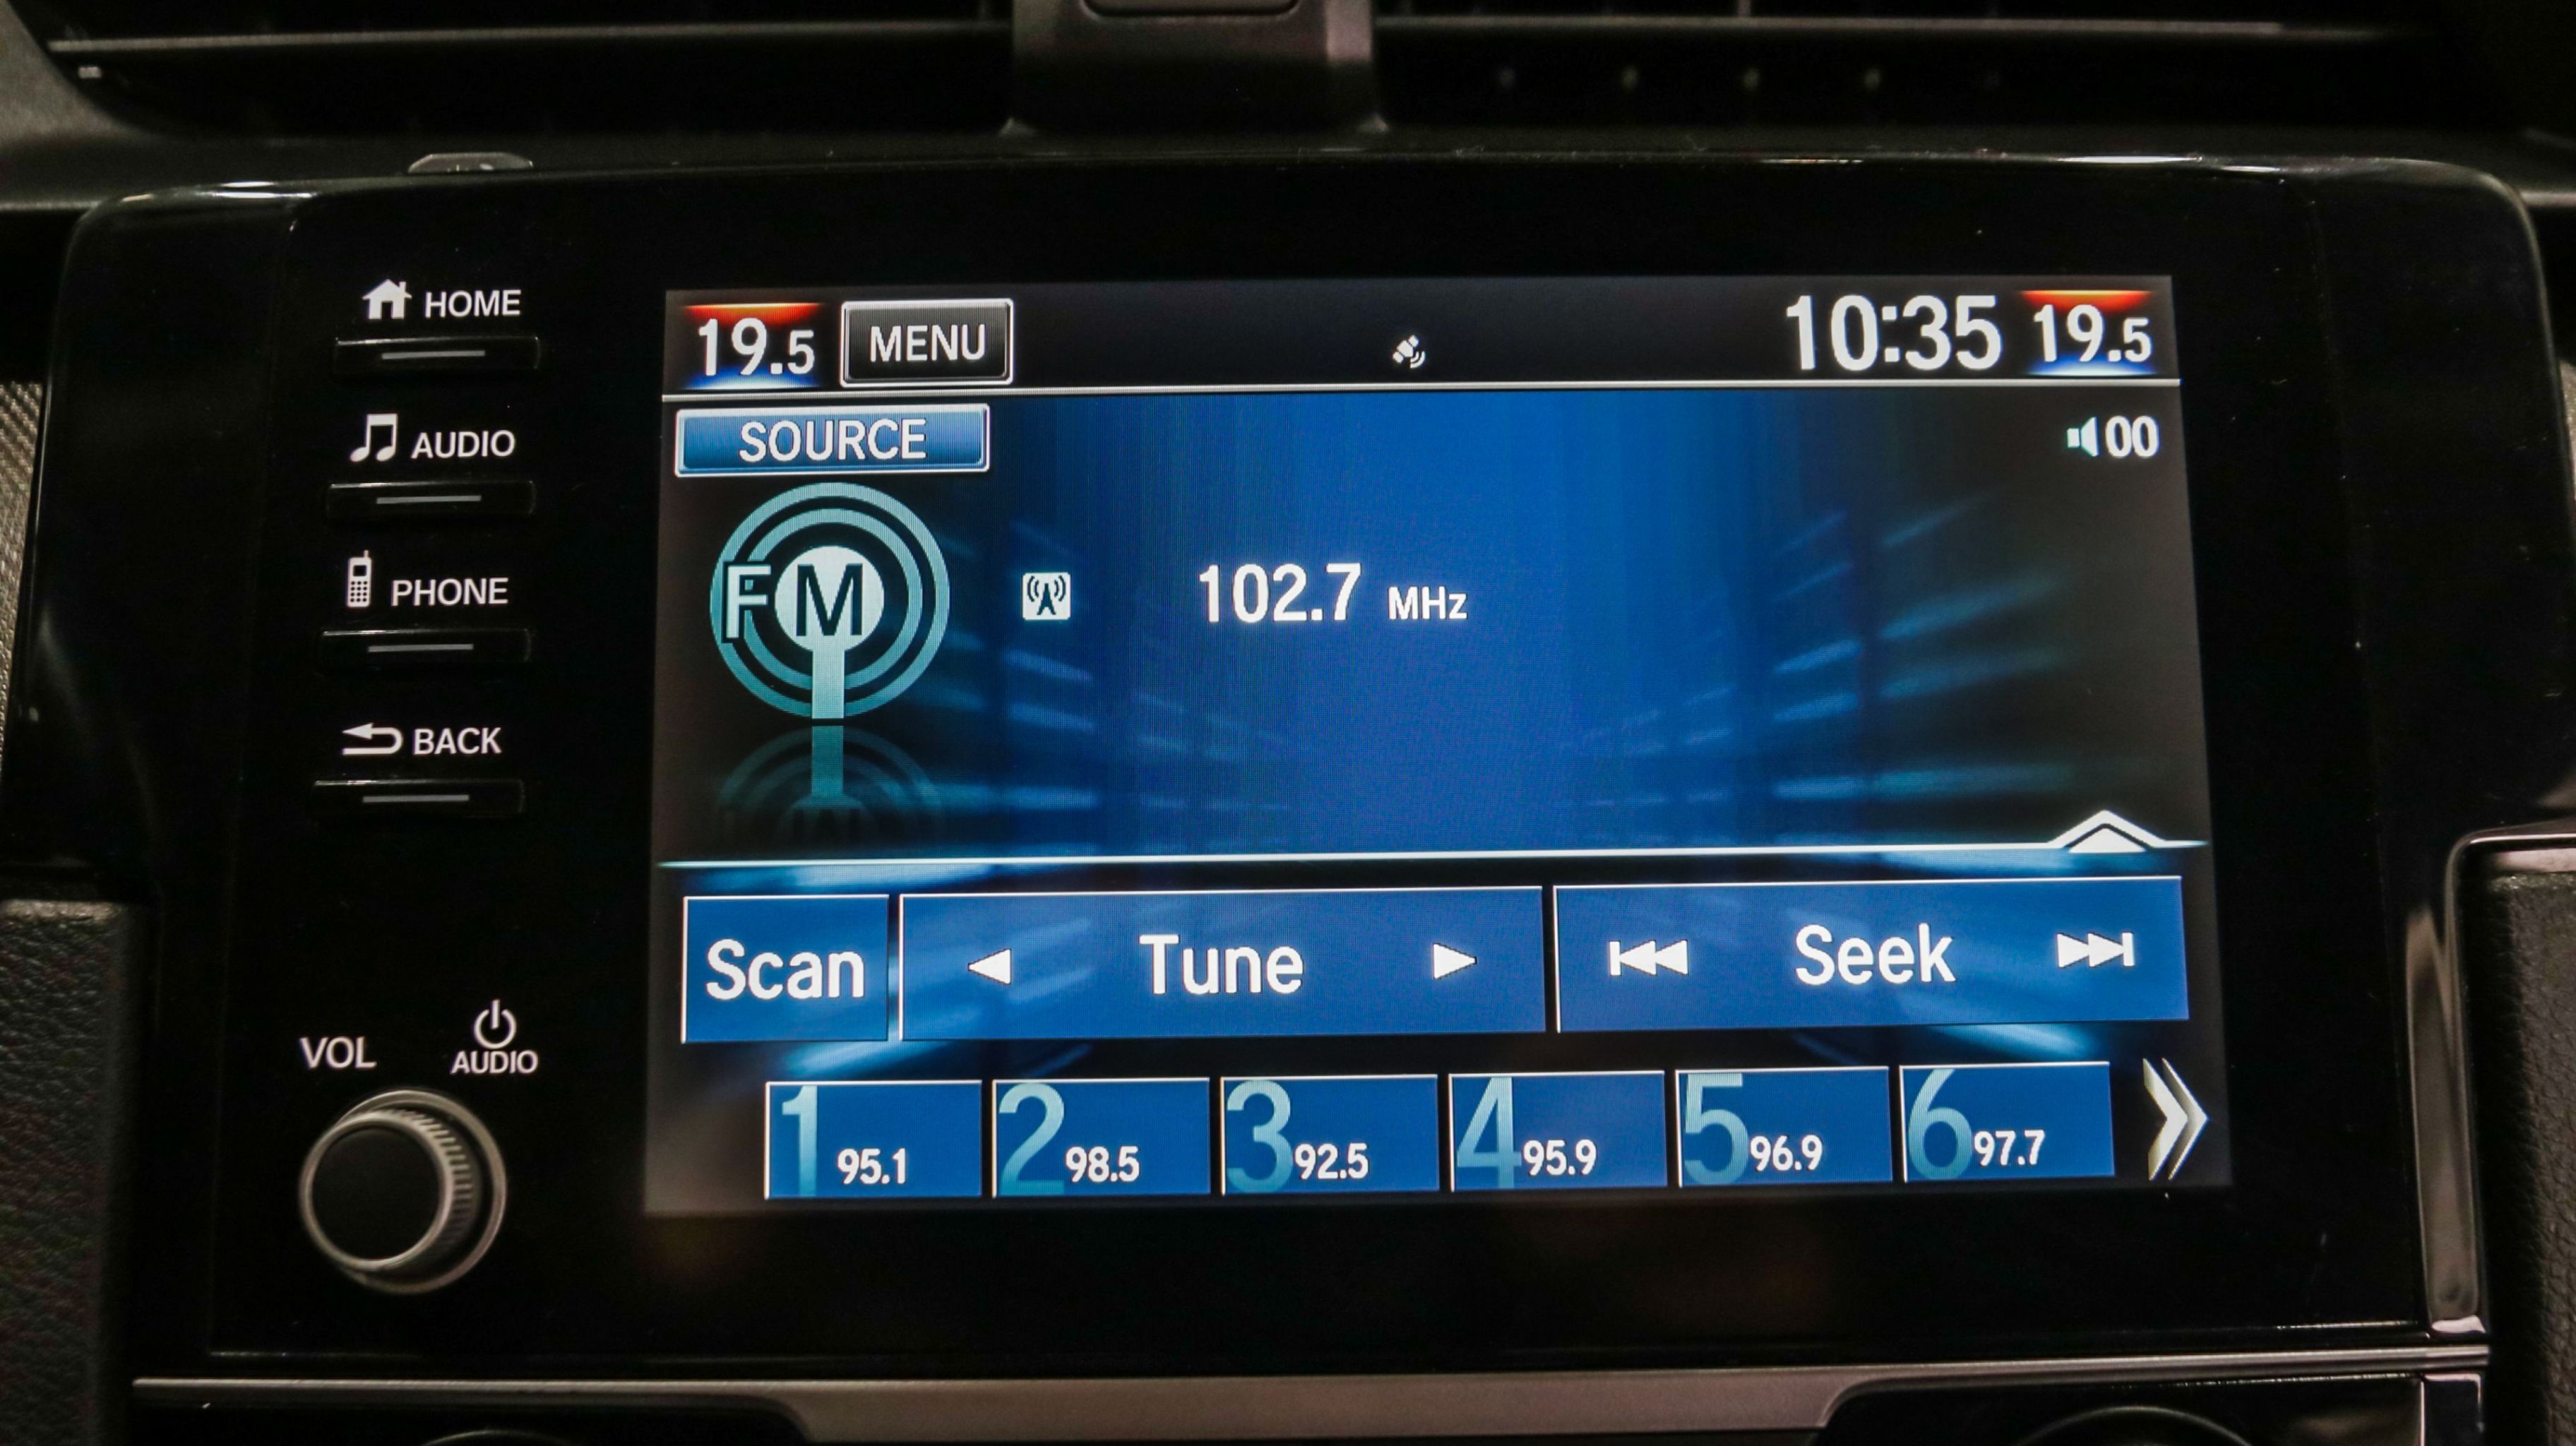 HOME
AUDIO
PHONE
BACK
VOL
AUDIO
19.5 MENU 10:35 19.5
SOURCE 00
FM 102.7 MHz
Scan Tune Seek
1 95.1 2 98.5 3 92.5 4 95.9 5 96.9 6 97.7